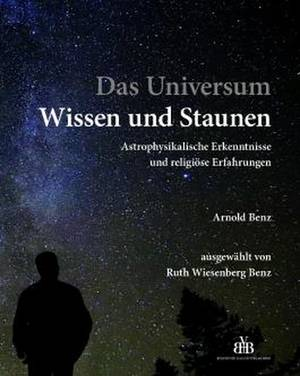 Das Universum
Wissen und Staunen
Astrophysikalische Erkenntnisse
und religiöse Erfahrungen
Arnold Benz
ausgewählt von
Ruth Wiesenberg Benz